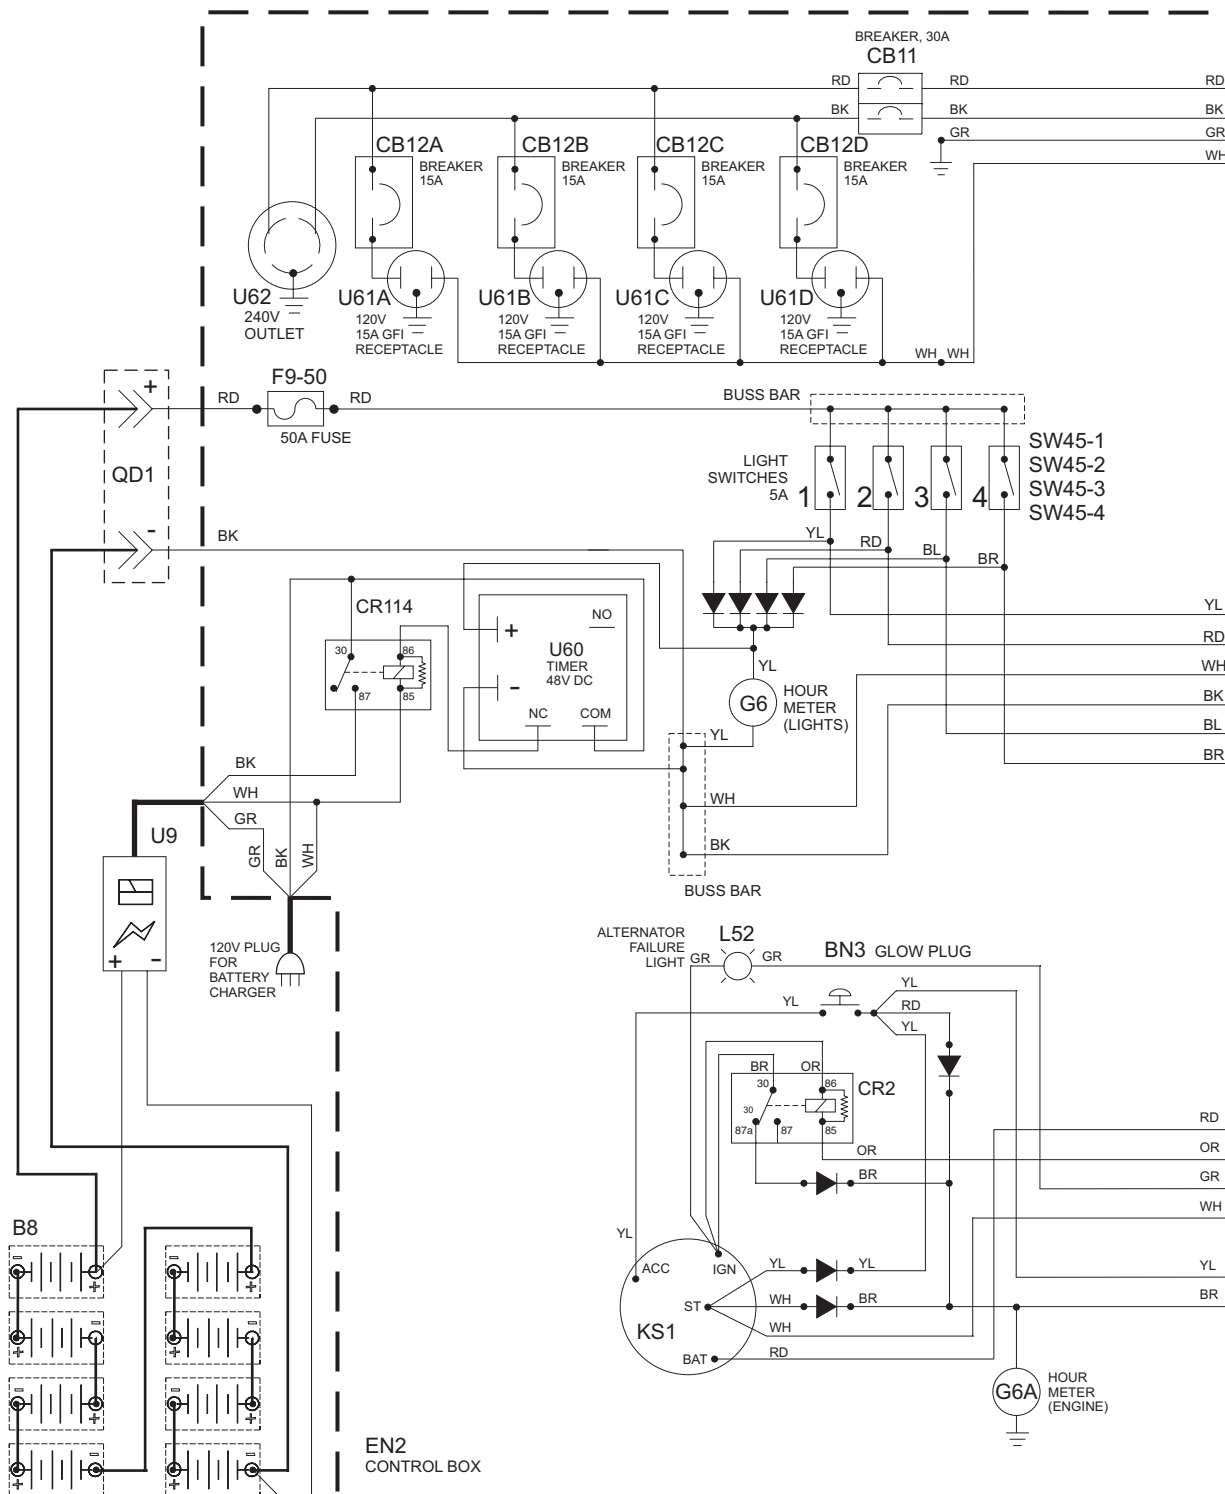 BREAKER, 30A
CB11
RD RD RD
BK BK BK
GR GR
WH
CB12A CB12B CB12C CB12D
BREAKER
15A
BREAKER
15A
BREAKER
15A
BREAKER
15A
U62
240V
OUTLET
U61A
120V
15A GFI
RECEPTACLE
U61B
120V
15A GFI
RECEPTACLE
U61C
120V
15A GFI
RECEPTACLE
U61D
120V
15A GFI
RECEPTACLE
WH WH
F9-50
RD RD
50A FUSE
BUSS BAR
+
QD1
-
LIGHT
SWITCHES
5A
1 2 3 4
SW45-1
SW45-2
SW45-3
SW45-4
BK
YL RD BL BR
CR114
30 86
87 85
+
-
NO
U60
TIMER
48V DC
NC COM
YL
G6
HOUR
METER
(LIGHTS)
YL
YL
RD
WH
BK
BL
BR
BK
WH
GR
WH
BK
BUSS BAR
U9
+ -
GR BK WH
120V PLUG
FOR
BATTERY
CHARGER
ALTERNATOR
FAILURE
LIGHT
L52
GR GR
BN3 GLOW PLUG
YL YL
RD
YL
BR OR
30 86
CR2
30
87a 87 85
OR
BR
RD
OR
GR
WH
YL
BR
YL
ACC IGN
ST
KS1
BAT
YL YL
WH BR
WH
RD
G6A
HOUR
METER
(ENGINE)
B8
- + - +
+ - + -
- + - +
+ - + -
EN2
CONTROL BOX